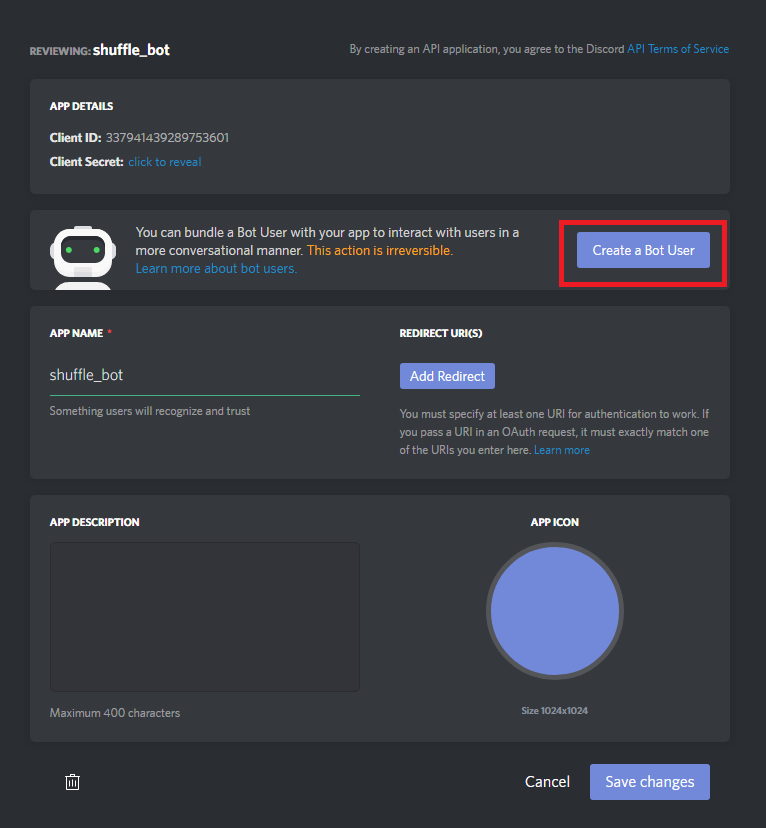 REVIEWING: shuffle_bot
By creating an API application, you agree to the Discord API Terms of Service
APP DETAILS
Client ID: 337941439289753601
Client Secret: click to reveal
You can bundle a Bot User with your app to interact with users in a
more conversational manner. This action is irreversible.
Learn more about bot users.
Create a Bot User
APP NAME *
shuffle_bot
Something users will recognize and trust
REDIRECT URI(S)
Add Redirect
You must specify at least one URI for authentication to work. If
you pass a URI in an OAuth request, it must exactly match one
of the URIs you enter here. Learn more
APP DESCRIPTION
Maximum 400 characters
APP ICON
Size 1024x1024
Cancel
Save changes